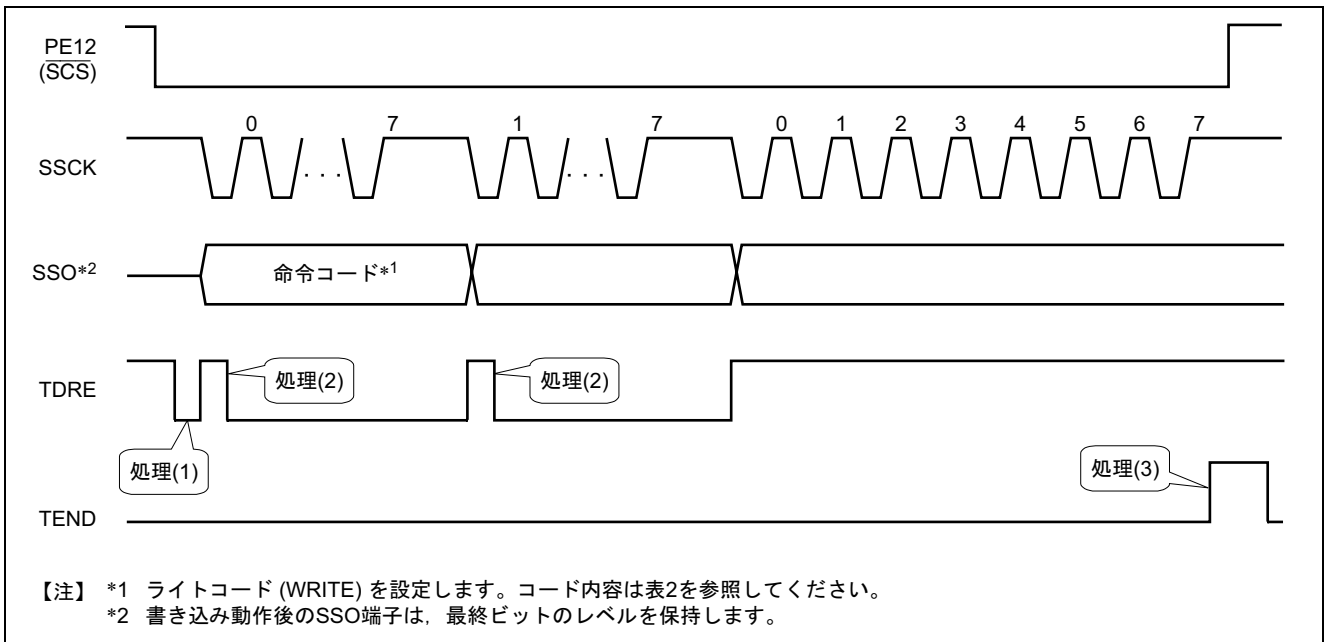 PE12
(SCS)
0 7 1 7 0 1 2 3 4 5 6 7
SSCK
. . . . . .
SSO*2
命令コード*1
TDRE
処理(2)
処理(2)
処理(1)
処理(3)
TEND
【注】 *1 ライトコード (WRITE) を設定します。コード内容は表2を参照してください。
*2 書き込み動作後のSSO端子は，最終ビットのレベルを保持します。